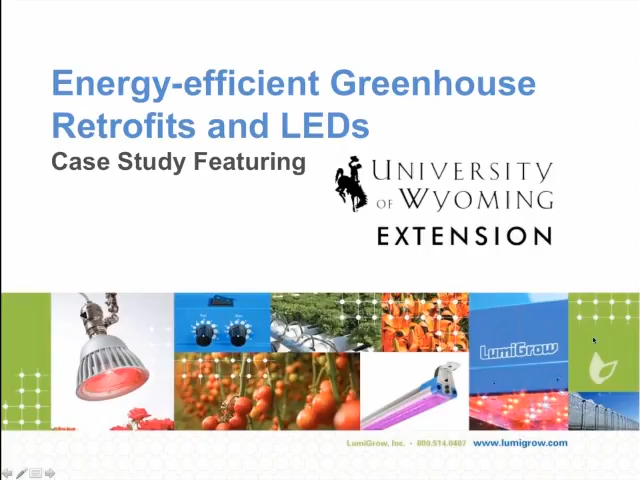 Energy-efficient Greenhouse
Retrofits and LEDs
Case Study Featuring
UNIVERSITY
OF WYOMING
EXTENSION
LUMIGROW
LumiGrow, Inc. • 800.514.0487 www.lumigrow.com